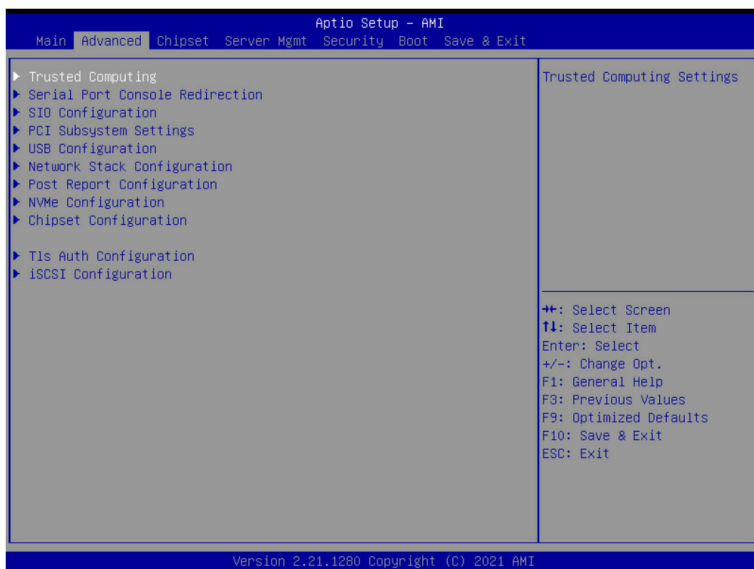 Aptio Setup – AMI
Main Advanced Chipset Server Mgmt Security Boot Save & Exit
Trusted Computing
Serial Port Console Redirection
SIO Configuration
PCI Subsystem Settings
USB Configuration
Network Stack Configuration
Post Report Configuration
NVMe Configuration
Chipset Configuration
Tls Auth Configuration
iSCSI Configuration
Trusted Computing Settings
→←: Select Screen
↑↓: Select Item
Enter: Select
+/-: Change Opt.
F1: General Help
F3: Previous Values
F9: Optimized Defaults
F10: Save & Exit
ESC: Exit
Version 2.21.1280 Copyright (C) 2021 AMI